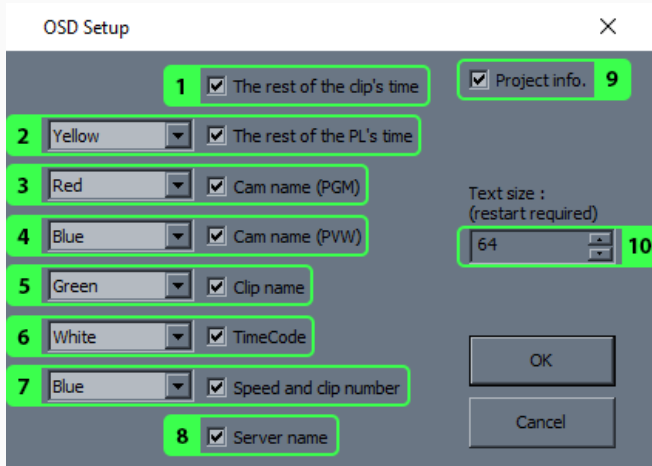 OSD Setup
1 The rest of the clip's time
Project info. 9
2 Yellow The rest of the PL's time
3 Red Cam name (PGM)
Text size :
(restart required)
4 Blue Cam name (PVW)
64 10
5 Green Clip name
6 White TimeCode
OK
7 Blue Speed and clip number
Cancel
8 Server name